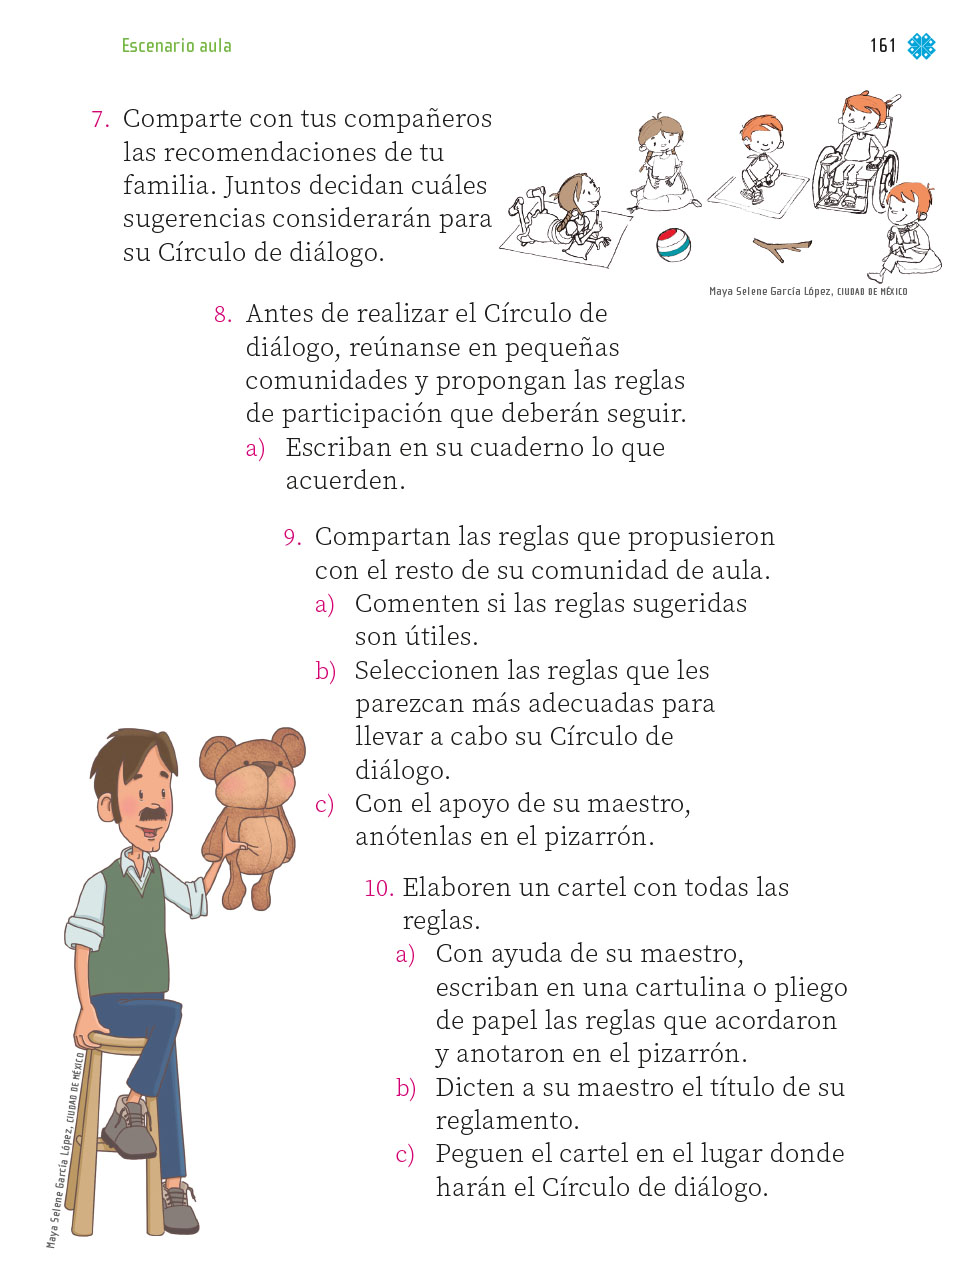 Escenario aula
161
7. Comparte con tus compañeros
las recomendaciones de tu
familia. Juntos decidan cuáles
sugerencias considerarán para
su Círculo de diálogo.
Maya Selene García López, CIUDAD DE MÉXICO
8. Antes de realizar el Círculo de
diálogo, reúnanse en pequeñas
comunidades y propongan las reglas
de participación que deberán seguir.
a) Escriban en su cuaderno lo que
acuerden.
9. Compartan las reglas que propusieron
con el resto de su comunidad de aula.
a) Comenten si las reglas sugeridas
son útiles.
b) Seleccionen las reglas que les
parezcan más adecuadas para
llevar a cabo su Círculo de
diálogo.
c) Con el apoyo de su maestro,
anótenlas en el pizarrón.
10. Elaboren un cartel con todas las
reglas.
a) Con ayuda de su maestro,
escriban en una cartulina o pliego
de papel las reglas que acordaron
y anotaron en el pizarrón.
b) Dicten a su maestro el título de su
reglamento.
c) Peguen el cartel en el lugar donde
harán el Círculo de diálogo.
Maya Selene García López, CIUDAD DE MÉXICO